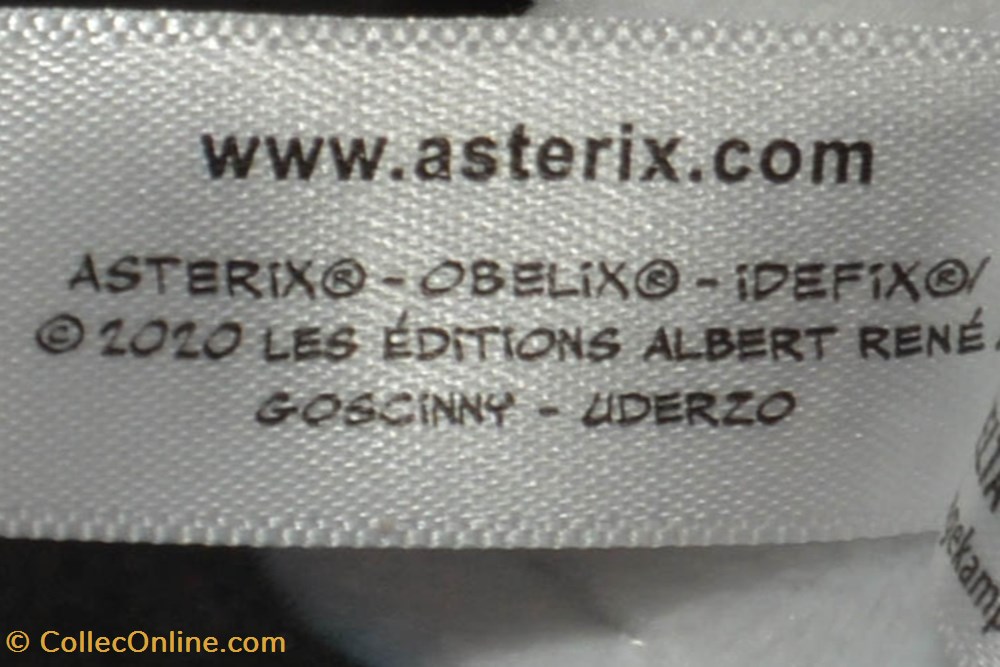 www.asterix.com
ASTERiX® - OBELiX® - iDEFiX®/
© 2020 LES ÉDiTiONS ALBERT RENÉ /
GOSCiNNY - UDERZO
© CollecOnline.com